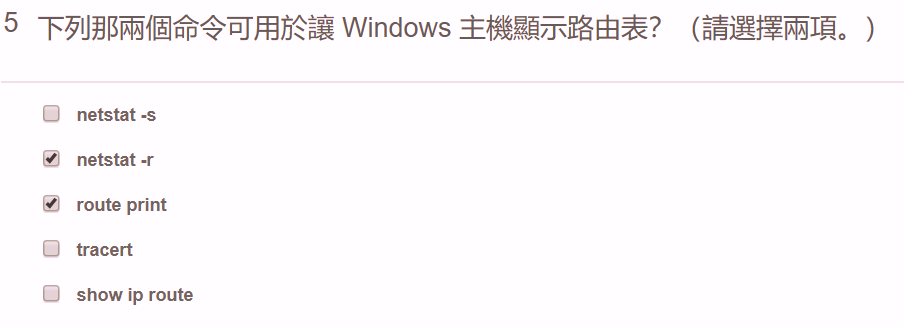 5 下列那兩個命令可用於讓 Windows 主機顯示路由表？（請選擇兩項。）
netstat -s
netstat -r
route print
tracert
show ip route